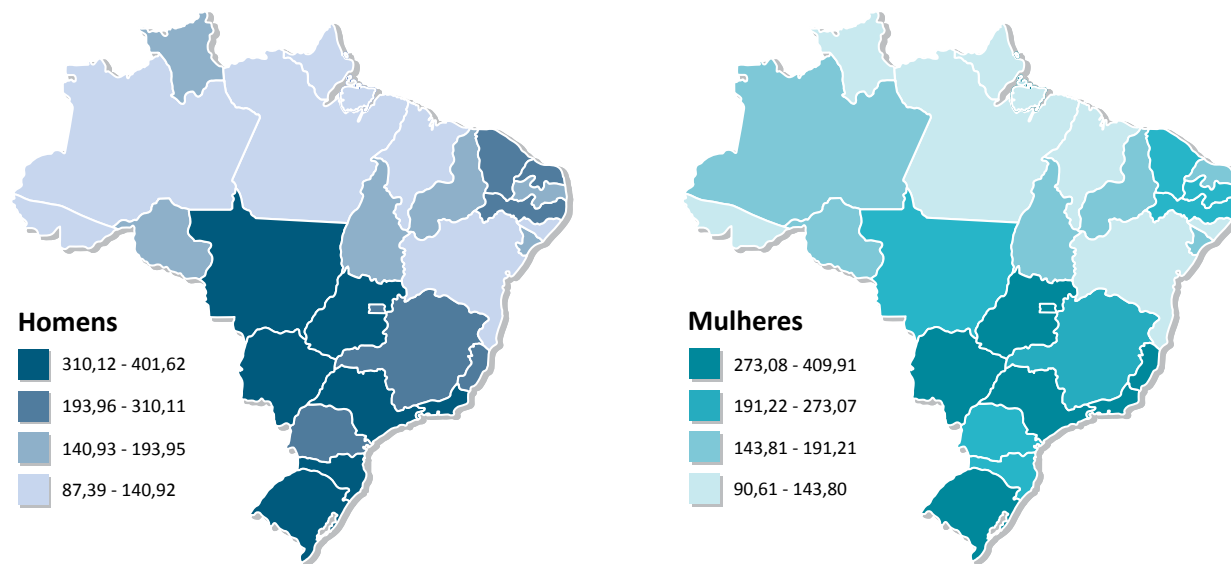 Homens
310,12 - 401,62
193,96 - 310,11
140,93 - 193,95
87,39 - 140,92
Mulheres
273,08 - 409,91
191,22 - 273,07
143,81 - 191,21
90,61 - 143,80